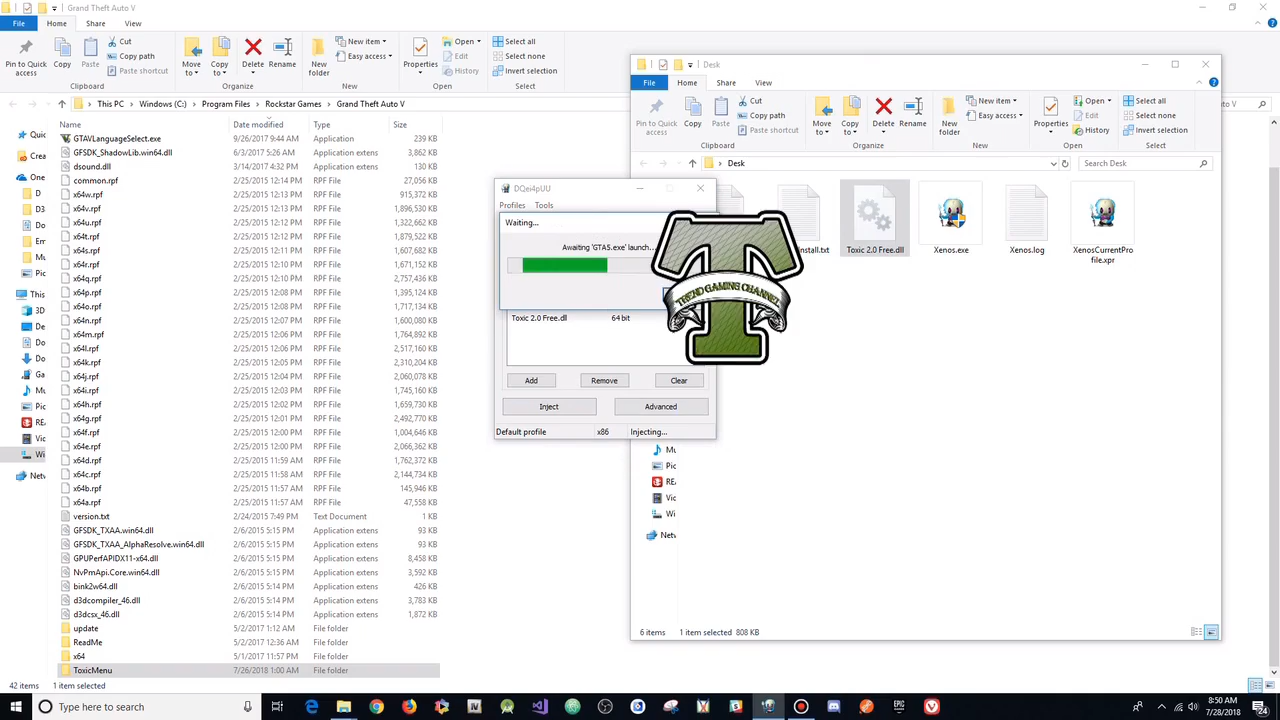 Grand Theft Auto V
File Home Share View
Pin to Quick access
Copy
Paste
Cut
Copy path
Paste shortcut
Clipboard
Move to
Copy to
Delete
Rename
Organize
New folder
New item
Easy access
New
Properties
Open
Edit
History
Open
Select all
Select none
Invert selection
Select
This PC Windows (C:) Program Files Rockstar Games Grand Theft Auto V
Name Date modified Type Size
GTAVLanguageSelect.exe 9/26/2017 9:44 AM Application 239 KB
GFSDK_ShadowLib.win64.dll 6/3/2017 5:26 AM Application extens 3,862 KB
dsound.dll 3/14/2017 4:32 PM Application extens 130 KB
common.rpf 2/25/2015 12:14 PM RPF File 27,056 KB
x64w.rpf 2/25/2015 12:14 PM RPF File 915,372 KB
x64v.rpf 2/25/2015 12:14 PM RPF File 1,896,530 KB
x64u.rpf 2/25/2015 12:14 PM RPF File 1,518,672 KB
x64t.rpf 2/25/2015 12:11 PM RPF File 680,522 KB
x64s.rpf 2/25/2015 12:11 PM RPF File 1,607,682 KB
x64r.rpf 2/25/2015 12:10 PM RPF File 1,671,152 KB
x64q.rpf 2/25/2015 12:10 PM RPF File 2,757,436 KB
x64p.rpf 2/25/2015 12:08 PM RPF File 1,395,124 KB
x64o.rpf 2/25/2015 12:07 PM RPF File 1,717,134 KB
x64n.rpf 2/25/2015 12:07 PM RPF File 1,600,080 KB
x64m.rpf 2/25/2015 12:06 PM RPF File 1,764,892 KB
x64l.rpf 2/25/2015 12:06 PM RPF File 2,517,160 KB
x64k.rpf 2/25/2015 12:05 PM RPF File 2,210,304 KB
x64j.rpf 2/25/2015 12:04 PM RPF File 2,060,078 KB
x64i.rpf 2/25/2015 12:03 PM RPF File 1,745,160 KB
x64h.rpf 2/25/2015 12:02 PM RPF File 1,404,906 KB
x64g.rpf 2/25/2015 12:01 PM RPF File 2,492,770 KB
x64f.rpf 2/25/2015 12:00 PM RPF File 1,004,646 KB
x64e.rpf 2/25/2015 12:00 PM RPF File 2,066,362 KB
x64d.rpf 2/25/2015 11:59 AM RPF File 1,762,372 KB
x64c.rpf 2/25/2015 11:58 AM RPF File 2,144,734 KB
x64b.rpf 2/25/2015 11:57 AM RPF File 145,946 KB
x64a.rpf 2/25/2015 11:57 AM RPF File 47,558 KB
version.txt 2/24/2015 7:49 PM Text Document 1 KB
GFSDK_TXAA.win64.dll 2/6/2015 5:15 PM Application extens 93 KB
GFSDK_TXAA_AlphaResolve.win64.dll 2/6/2015 5:15 PM Application extens 93 KB
GPUPerfAPIDX11-x64.dll 2/6/2015 5:15 PM Application extens 8,458 KB
NvPmApi.Core.win64.dll 2/6/2015 5:15 PM Application extens 3,592 KB
bink2w64.dll 2/6/2015 5:15 PM Application extens 426 KB
d3dcompiler_46.dll 2/6/2015 5:14 PM Application extens 3,783 KB
d3dcsx_46.dll 2/6/2015 5:14 PM Application extens 1,872 KB
update 5/2/2017 1:12 AM File folder
ReadMe 5/2/2017 12:36 AM File folder
x64 5/1/2017 11:57 PM File folder
ToxicMenu 7/26/2018 1:00 AM File folder
42 items 1 item selected
Desk
File Home Share View
Pin to Quick access
Copy
Paste
Cut
Copy path
Paste shortcut
Clipboard
Move to
Copy to
Delete
Rename
Organize
New folder
New item
Easy access
New
Properties
Open
Edit
History
Open
Select all
Select none
Invert selection
Select
Desk
Search Desk
Toxic 2.0 Free.dll
Xenos.exe
Xenos.log
XenosCurrentProfile.xpr
6 items 1 item selected 808 KB
DQei4pUU
Profiles Tools
Waiting...
Awaiting 'GTA5.exe' launch...
Toxic 2.0 Free.dll 64 bit
Add Remove Clear
Inject Advanced
Default profile x86 Injecting...
TREND GAMING CHANNEL
Type here to search
8:50 AM
7/28/2018
24